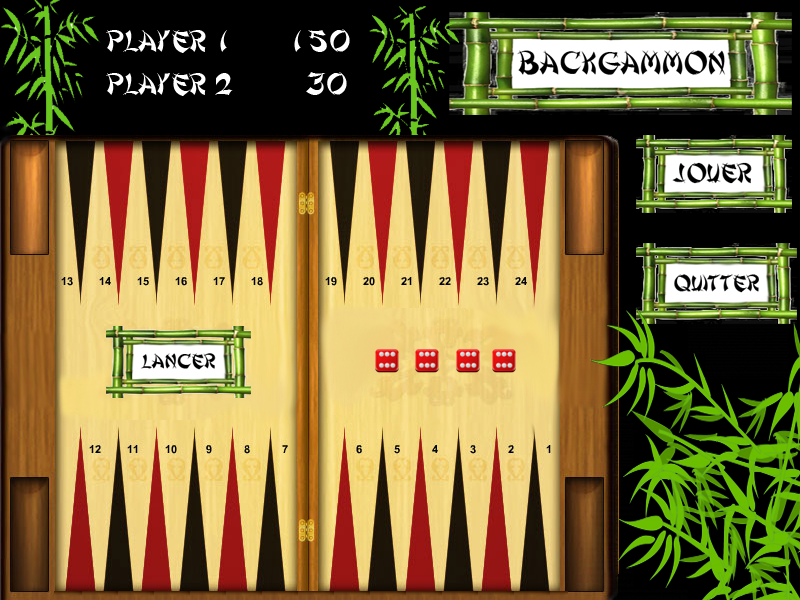 PLAYER 1 150
PLAYER 2 30
BACKGAMMON
JOUER
QUITTER
13 14 15 16 17 18 19 20 21 22 23 24
LANCER
12 11 10 9 8 7 6 5 4 3 2 1